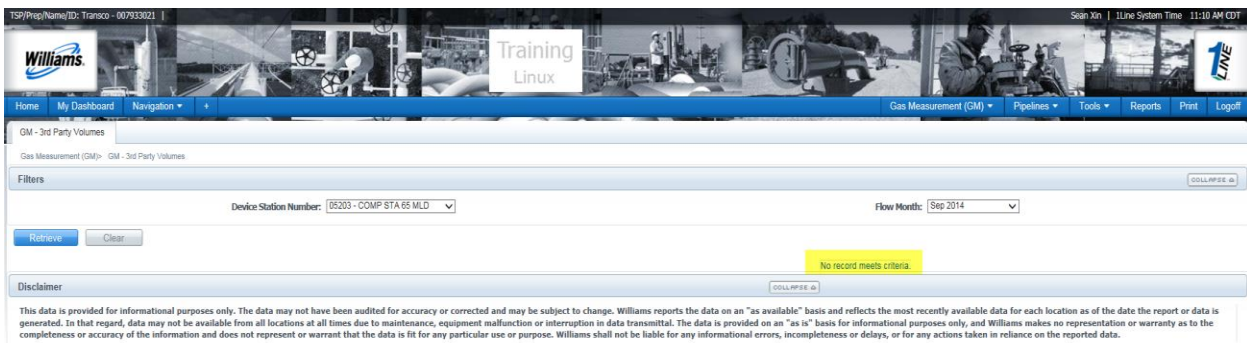 TSP/Prep/Name/ID: Transco - 007933021 |
Sean Xin | 1Line System Time 11:10 AM CDT
Williams.
Training
Linux
1LINE
Home My Dashboard Navigation + Gas Measurement (GM) Pipelines Tools Reports Print Logoff
GM - 3rd Party Volumes
Gas Measurement (GM)> GM - 3rd Party Volumes
Filters COLLAPSE
Device Station Number: 05203 - COMP STA 65 MLD Flow Month: Sep 2014
Retrieve Clear
No record meets criteria.
Disclaimer COLLAPSE
This data is provided for informational purposes only. The data may not have been audited for accuracy or corrected and may be subject to change. Williams reports the data on an "as available" basis and reflects the most recently available data for each location as of the date the report or data is
generated. In that regard, data may not be available from all locations at all times due to maintenance, equipment malfunction or interruption in data transmittal. The data is provided on an "as is" basis for informational purposes only, and Williams makes no representation or warranty as to the
completeness or accuracy of the information and does not represent or warrant that the data is fit for any particular use or purpose. Williams shall not be liable for any informational errors, incompleteness or delays, or for any actions taken in reliance on the reported data.